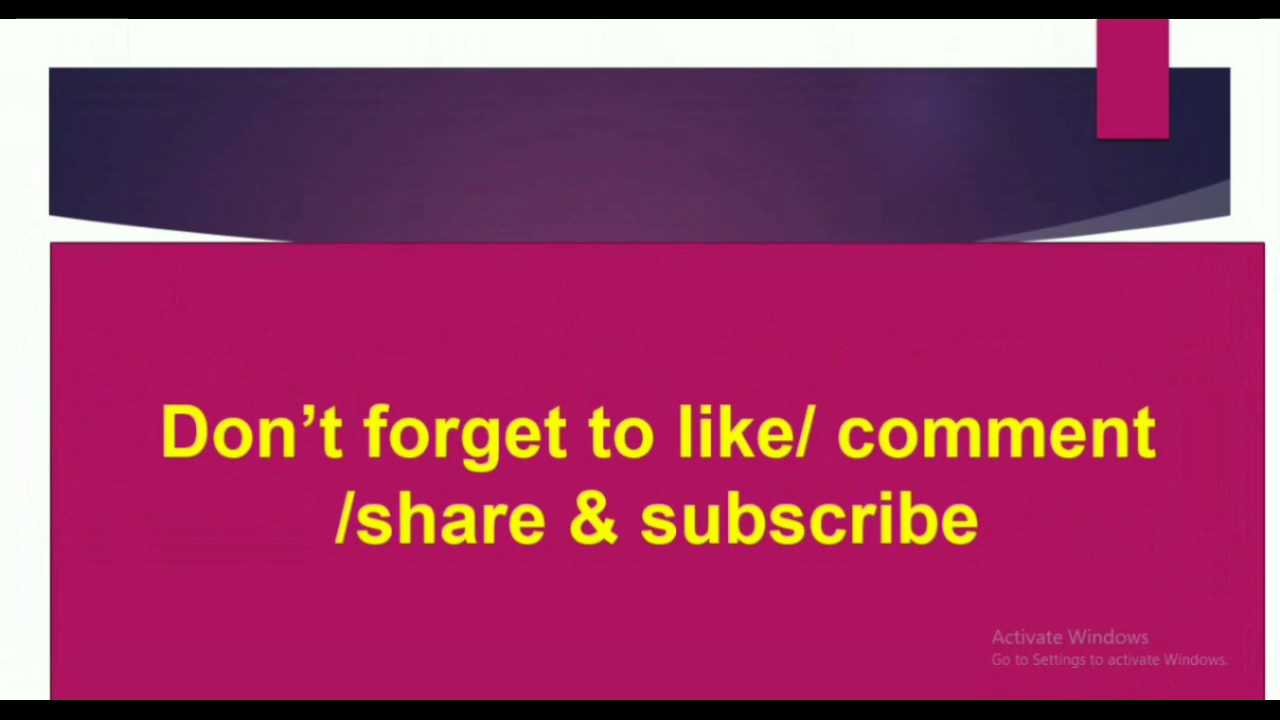 Don’t forget to like/ comment
/share & subscribe
Activate Windows
Go to Settings to activate Windows.